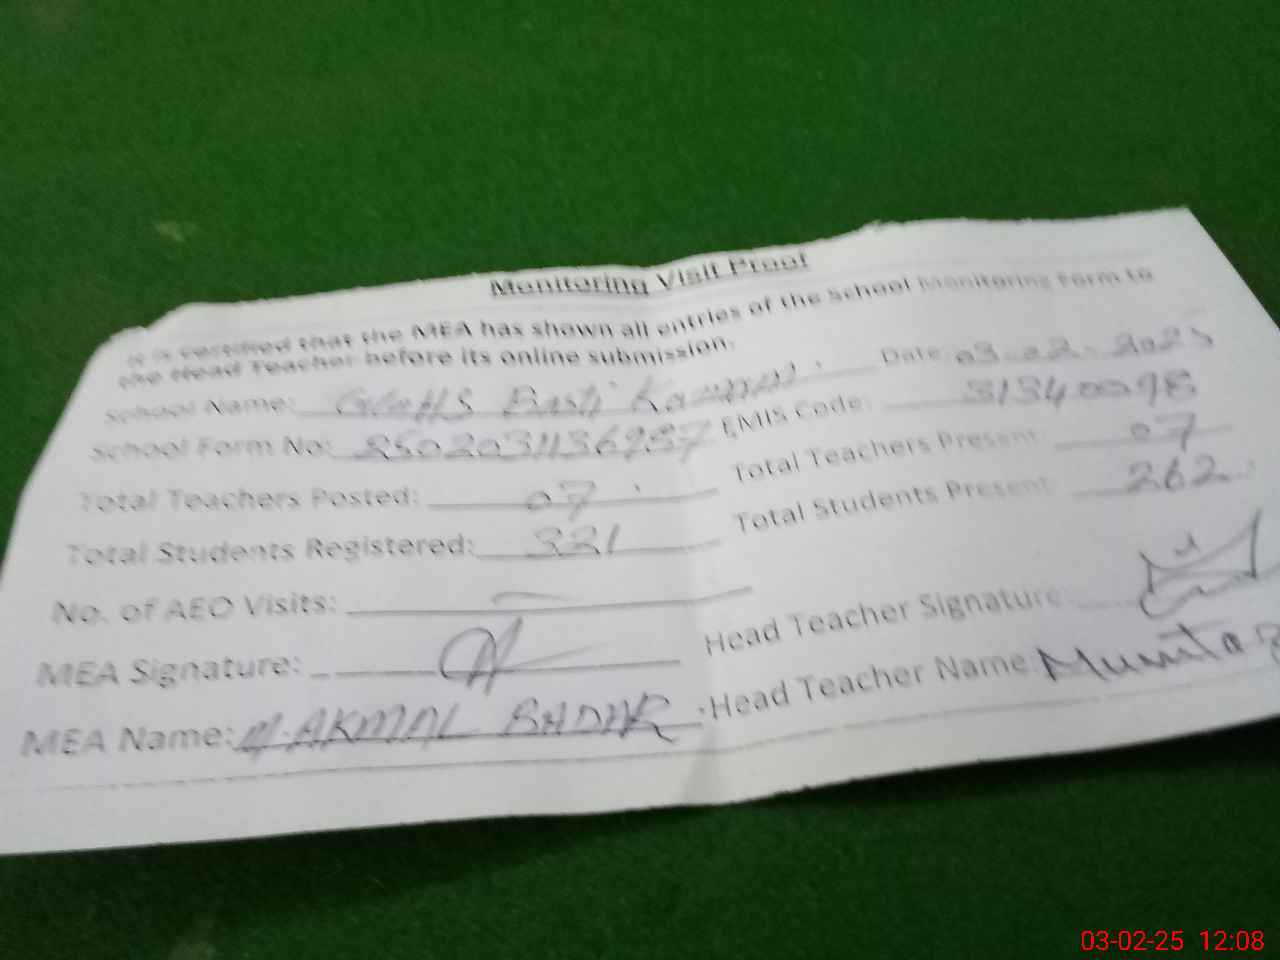 Monitoring Visit Proof
It is certified that the MEA has shown all entries of the School Monitoring Form to
the Head Teacher before its online submission.
School Name: Basti Date: 03-02-2025
School Form No: EMIS Code: 31340098
Total Teachers Posted: 07 Total Teachers Present: 07
Total Students Registered: 331 Total Students Present: 262
No. of AEO Visits: —
MEA Signature: Head Teacher Signature:
MEA Name: M. AKMAL BADAR Head Teacher Name: Mumtaz
03-02-25 12:08